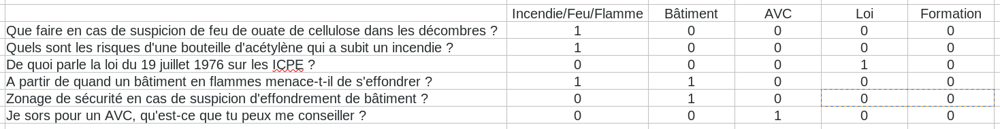 Incendie/Feu/Flamme Bâtiment AVC Loi Formation
Que faire en cas de suspicion de feu de ouate de cellulose dans les décombres ? 1 0 0 0 0
Quels sont les risques d'une bouteille d'acétylène qui a subit un incendie ? 1 0 0 0 0
De quoi parle la loi du 19 juillet 1976 sur les ICPE ? 0 0 0 1 0
A partir de quand un bâtiment en flammes menace-t-il de s'effondrer ? 1 1 0 0 0
Zonage de sécurité en cas de suspicion d'effondrement de bâtiment ? 0 1 0 0 0
Je sors pour un AVC, qu'est-ce que tu peux me conseiller ? 0 0 1 0 0